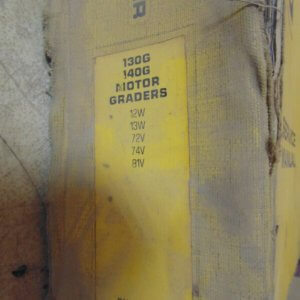 R
130G
140G
MOTOR
GRADERS
12W
13W
72V
74V
81V